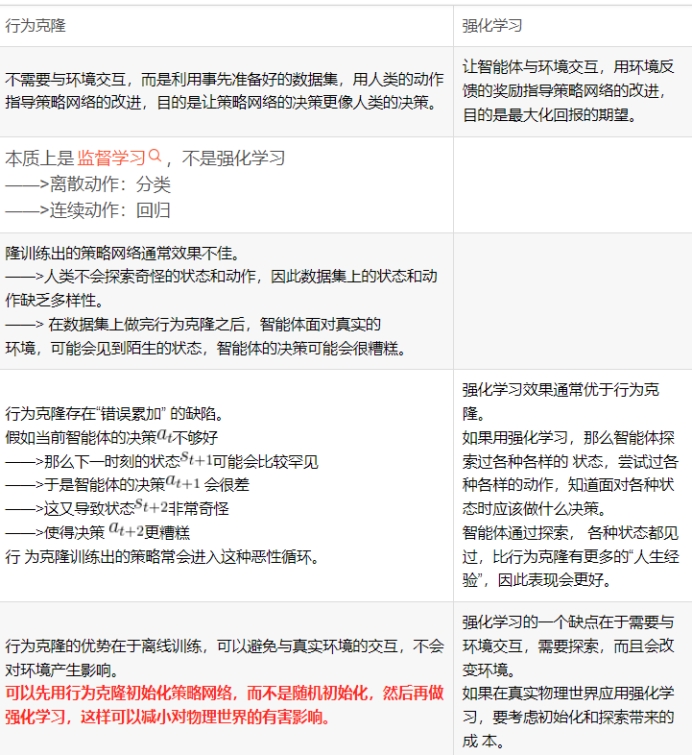 行为克隆
强化学习
不需要与环境交互，而是利用事先准备好的数据集，用人类的动作
指导策略网络的改进，目的是让策略网络的决策更像人类的决策。
让智能体与环境交互，用环境反
馈的奖励指导策略网络的改进，
目的是最大化回报的期望。
本质上是 监督学习，不是强化学习
——>离散动作：分类
——>连续动作：回归
隆训练出的策略网络通常效果不佳。
——>人类不会探索奇怪的状态和动作，因此数据集上的状态和动
作缺乏多样性。
——> 在数据集上做完行为克隆之后，智能体面对真实的
环境，可能会见到陌生的状态，智能体的决策可能会很糟糕。
行为克隆存在“错误累加” 的缺陷。
假如当前智能体的决策a_t不够好
——>那么下一时刻的状态s_{t+1}可能会比较罕见
——>于是智能体的决策a_{t+1} 会很差
——>这又导致状态s_{t+2}非常奇怪
——>使得决策 a_{t+2}更糟糕
行 为克隆训练出的策略常会进入这种恶性循环。
强化学习效果通常优于行为克
隆。
如果用强化学习，那么智能体探
索过各种各样的 状态，尝试过各
种各样的动作，知道面对各种状
态时应该做什么决策。
智能体通过探索， 各种状态都见
过，比行为克隆有更多的“人生经
验”，因此表现会更好。
行为克隆的优势在于离线训练，可以避免与真实环境的交互，不会
对环境产生影响。
可以先用行为克隆初始化策略网络，而不是随机初始化，然后再做
强化学习，这样可以减小对物理世界的有害影响。
强化学习的一个缺点在于需要与
环境交互，需要探索，而且会改
变环境。
如果在真实物理世界应用强化学
习，要考虑初始化和探索带来的
成 本。